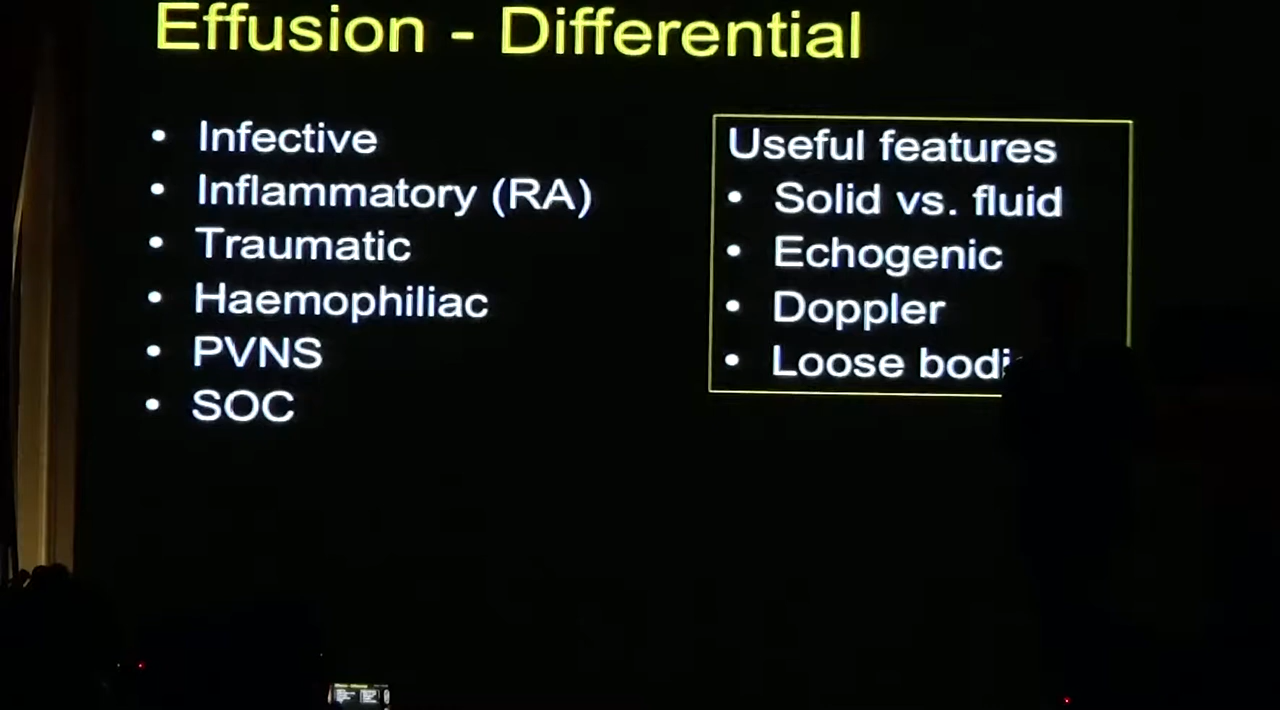 Effusion - Differential
• Infective
• Inflammatory (RA)
• Traumatic
• Haemophiliac
• PVNS
• SOC
Useful features
• Solid vs. fluid
• Echogenic
• Doppler
• Loose